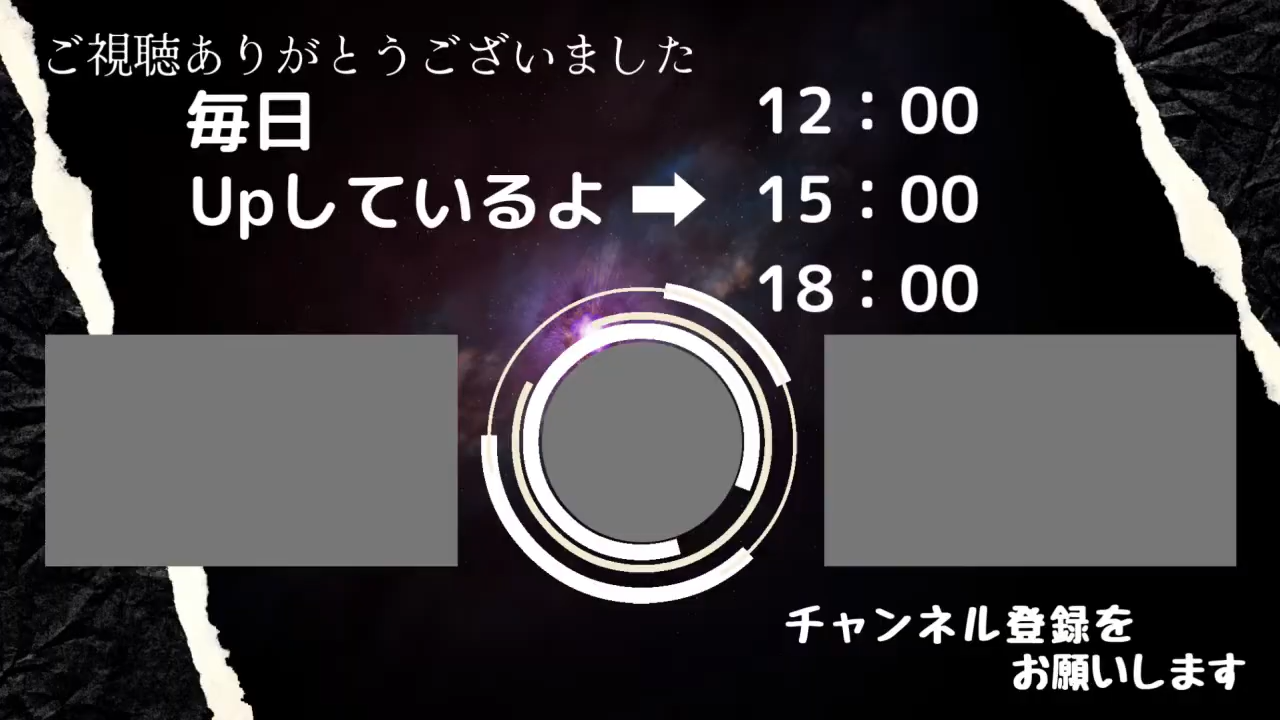 ご視聴ありがとうございました
毎日
Upしているよ ➡
12：00
15：00
18：00
チャンネル登録を
お願いします